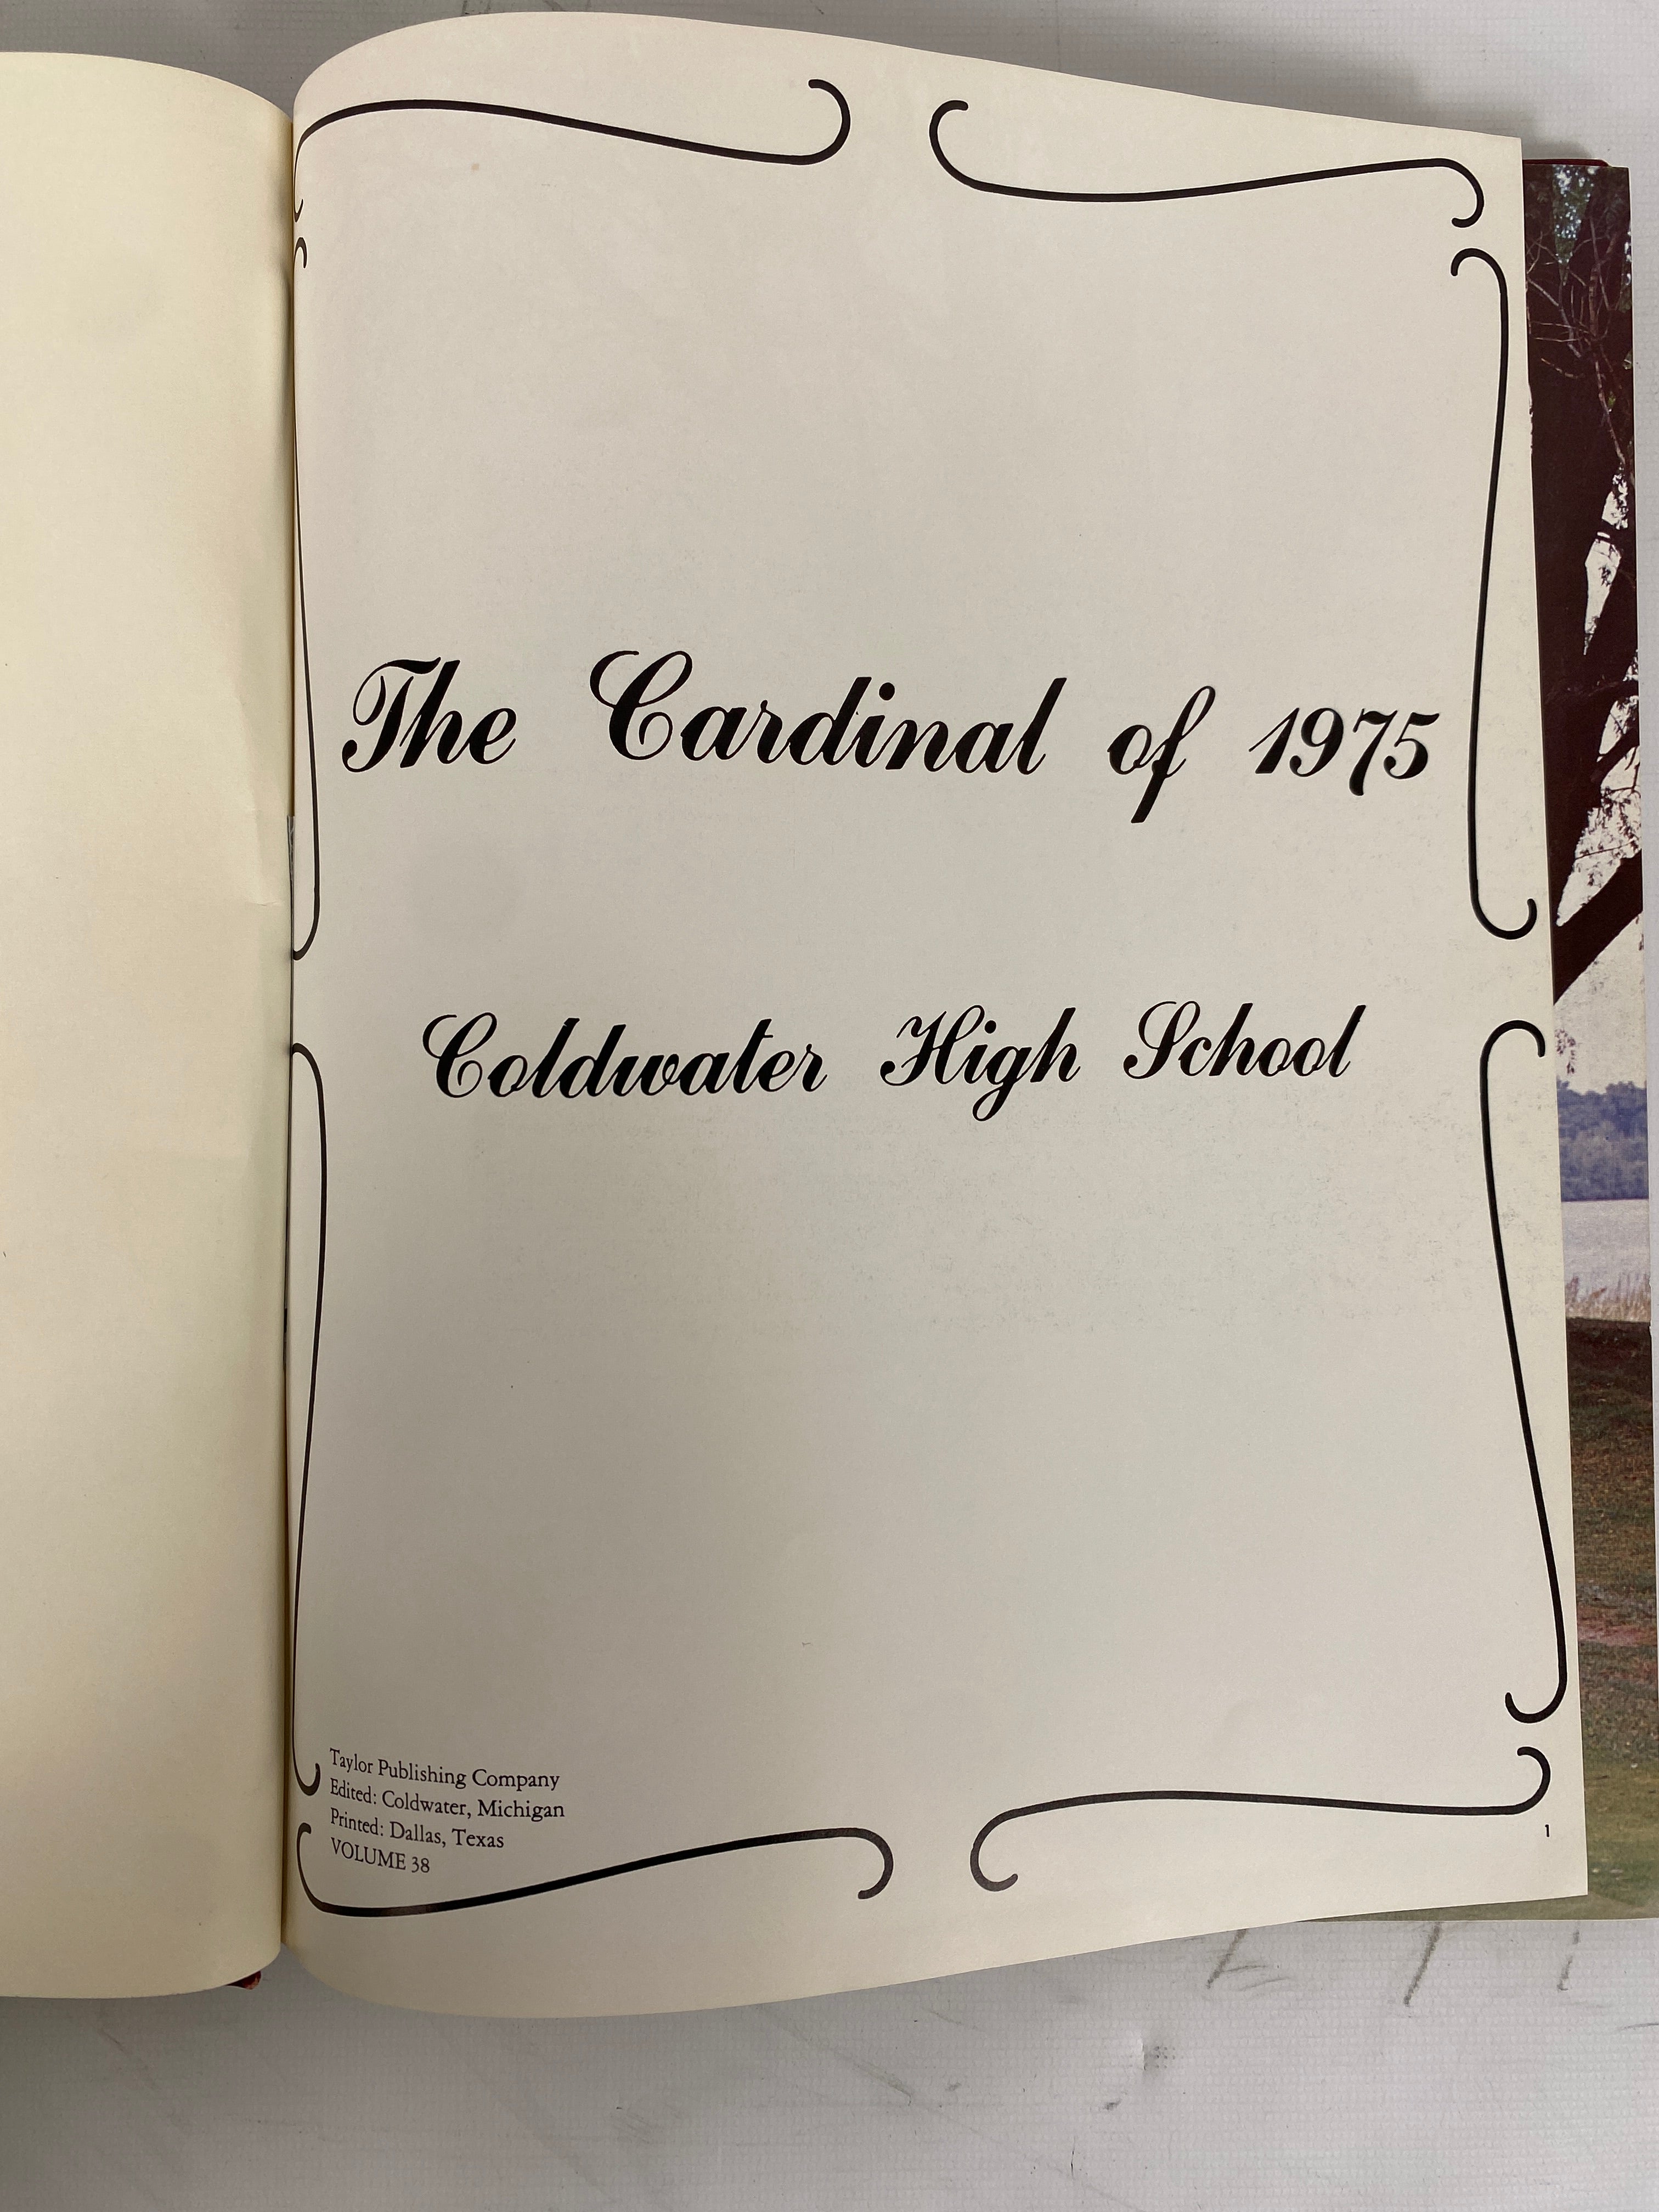 The Cardinal of 1975
Coldwater High School
Taylor Publishing Company
Edited: Coldwater, Michigan
Printed: Dallas, Texas
VOLUME 38
1